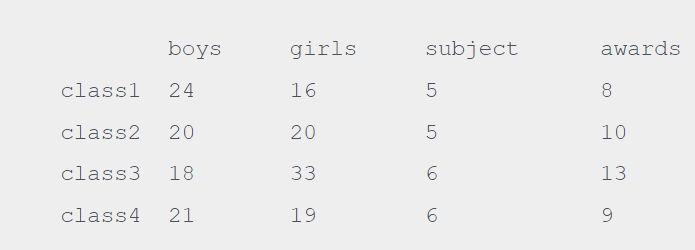 boys girls subject awards
class1 24 16 5 8
class2 20 20 5 10
class3 18 33 6 13
class4 21 19 6 9